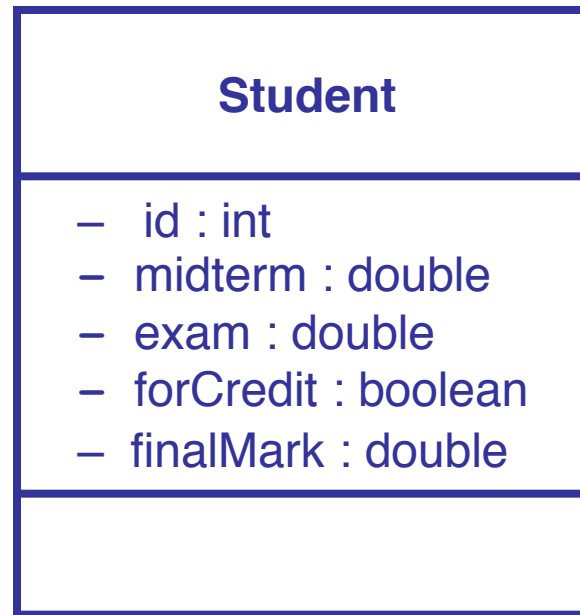 Student
– id : int
– midterm : double
– exam : double
– forCredit : boolean
– finalMark : double